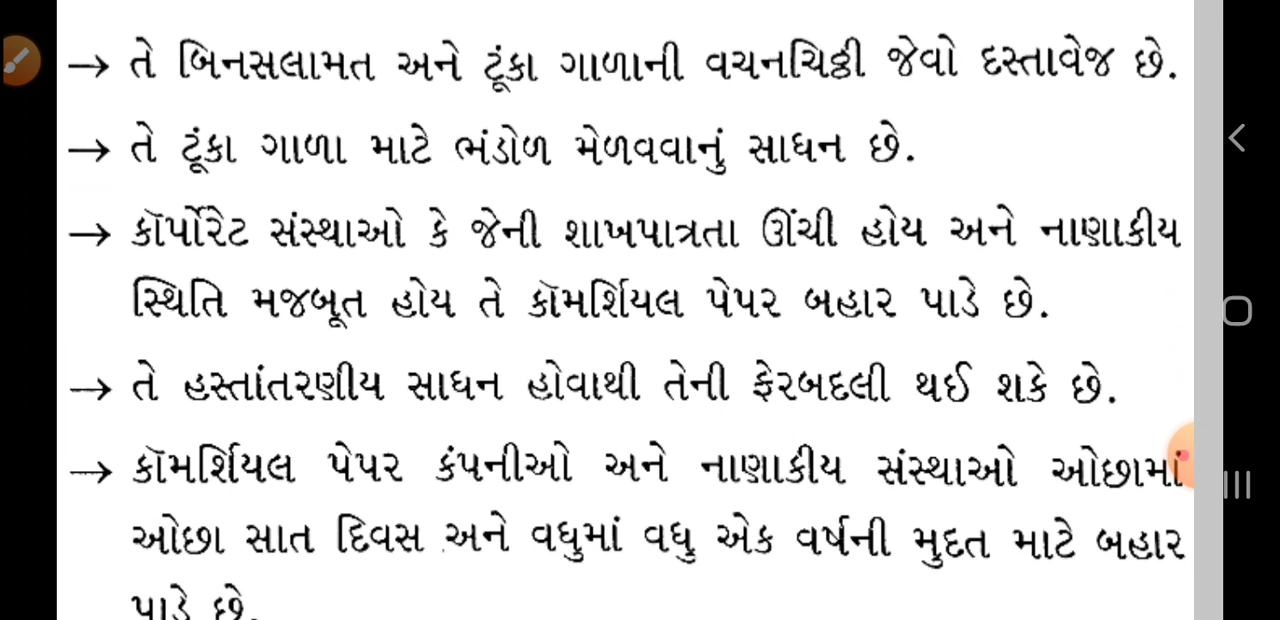 → તે બિનસલામત અને ટૂંકા ગાળાની વચનચિઠ્ઠી જેવો દસ્તાવેજ છે.
→ તે ટૂંકા ગાળા માટે ભંડોળ મેળવવાનું સાધન છે.
→ કૉર્પોરેટ સંસ્થાઓ કે જેની શાખપાત્રતા ઊંચી હોય અને નાણાકીય
સ્થિતિ મજબૂત હોય તે કૉમર્શિયલ પેપર બહાર પાડે છે.
→ તે હસ્તાંતરણીય સાધન હોવાથી તેની ફેરબદલી થઈ શકે છે.
→ કૉમર્શિયલ પેપર કંપનીઓ અને નાણાકીય સંસ્થાઓ ઓછામાં
ઓછા સાત દિવસ અને વધુમાં વધુ એક વર્ષની મુદત માટે બહાર
પાડે છે.